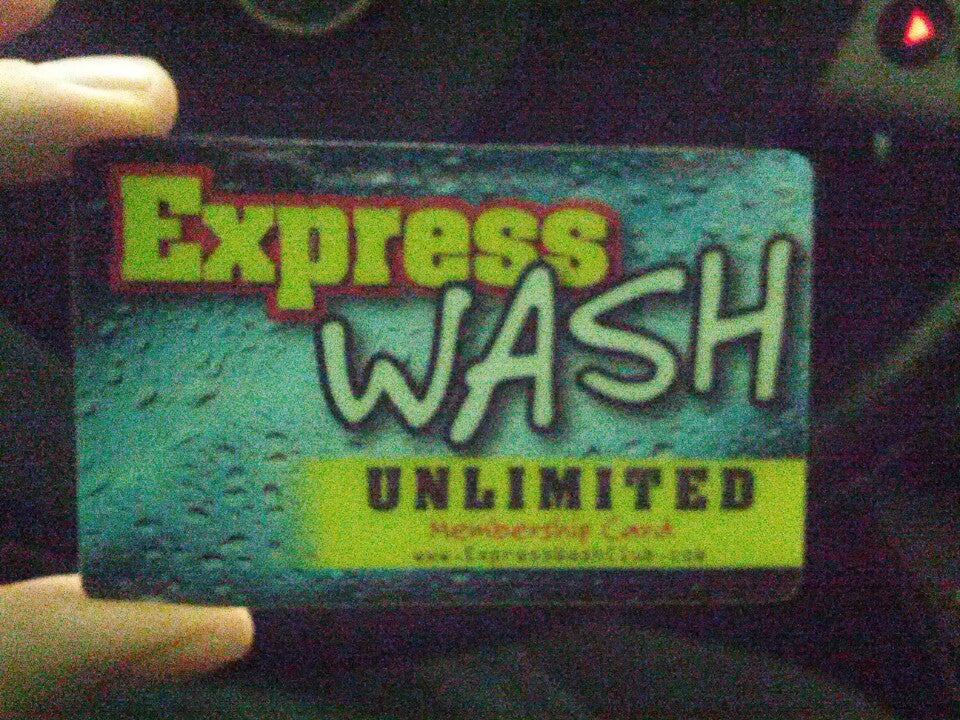 Express
WASH
UNLIMITED
Membership Card
www.ExpressWashClub.com